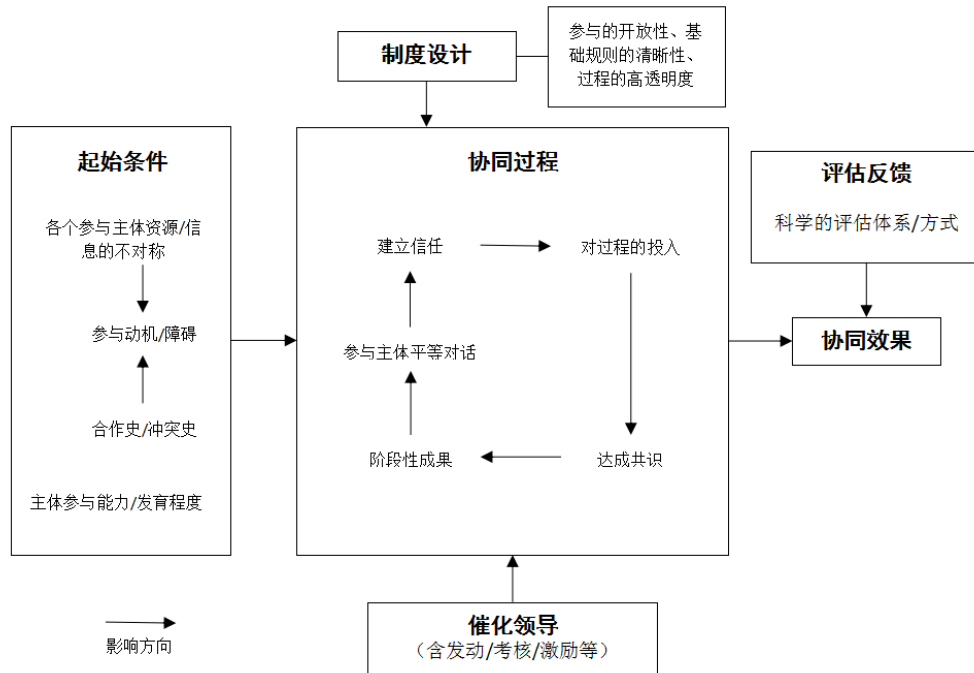 制度设计
参与的开放性、基
础规则的清晰性、
过程的高透明度
起始条件
各个参与主体资源/信
息的不对称
参与动机/障碍
合作史/冲突史
主体参与能力/发育程度
协同过程
建立信任
对过程的投入
参与主体平等对话
阶段性成果
达成共识
评估反馈
科学的评估体系/方式
协同效果
催化领导
（含发动/考核/激励等）
影响方向